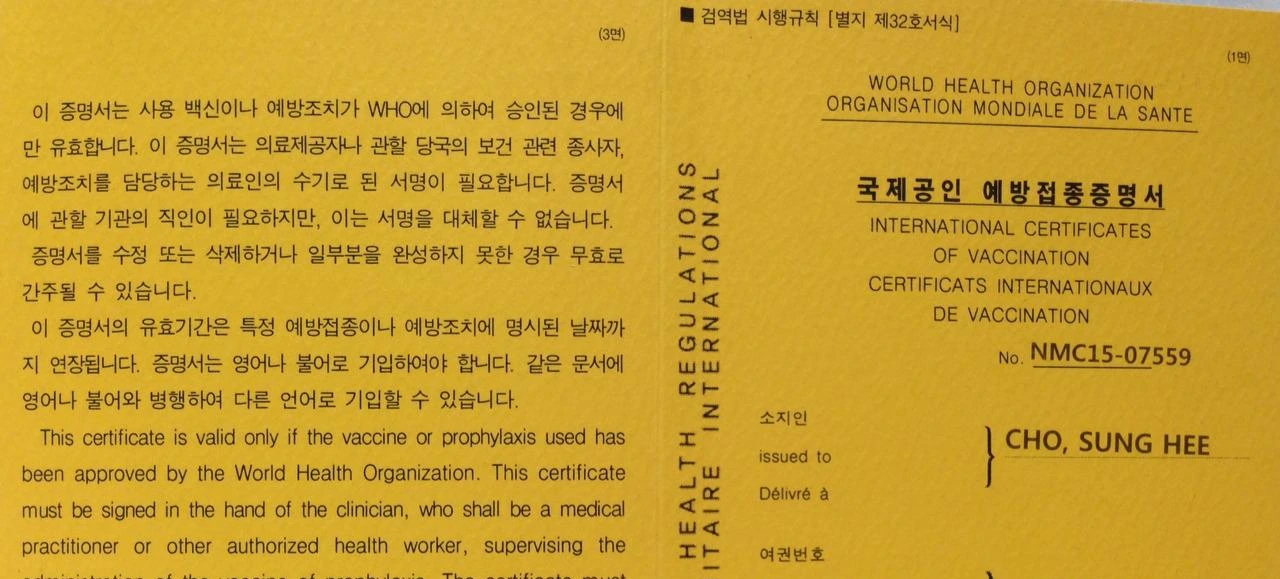 (3면)
이 증명서는 사용 백신이나 예방조치가 WHO에 의하여 승인된 경우에
만 유효합니다. 이 증명서는 의료제공자나 관할 당국의 보건 관련 종사자,
예방조치를 담당하는 의료인의 수기로 된 서명이 필요합니다. 증명서
에 관할 기관의 직인이 필요하지만, 이는 서명을 대체할 수 없습니다.
증명서를 수정 또는 삭제하거나 일부분을 완성하지 못한 경우 무효로
간주될 수 있습니다.
이 증명서의 유효기간은 특정 예방접종이나 예방조치에 명시된 날짜까
지 연장됩니다. 증명서는 영어나 불어로 기입하여야 합니다. 같은 문서에
영어나 불어와 병행하여 다른 언어로 기입할 수 있습니다.
This certificate is valid only if the vaccine or prophylaxis used has
been approved by the World Health Organization. This certificate
must be signed in the hand of the clinician, who shall be a medical
practitioner or other authorized health worker, supervising the
administration of the vaccine of prophylaxis. The certificate must
HEALTH REGULATIONS
ITAIRE INTERNATIONAL
■ 검역법 시행규칙 [별지 제32호서식]
(1면)
WORLD HEALTH ORGANIZATION
ORGANISATION MONDIALE DE LA SANTE
국제공인 예방접종증명서
INTERNATIONAL CERTIFICATES
OF VACCINATION
CERTIFICATS INTERNATIONAUX
DE VACCINATION
No. NMC15-07559
소지인
issued to
Délivré à
CHO, SUNG HEE
여권번호